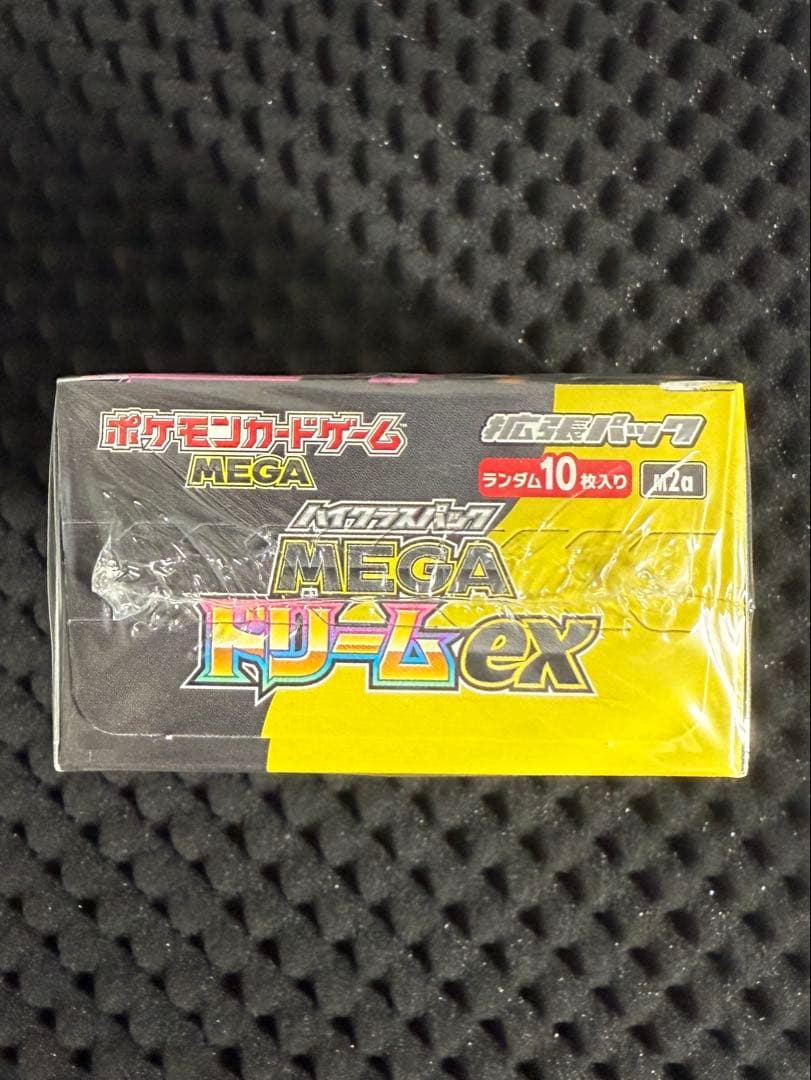 ポケモンカードゲーム
MEGA
拡張パック
ランダム10枚入り
M2a
ハイクラスパック
MEGA
ドリームex